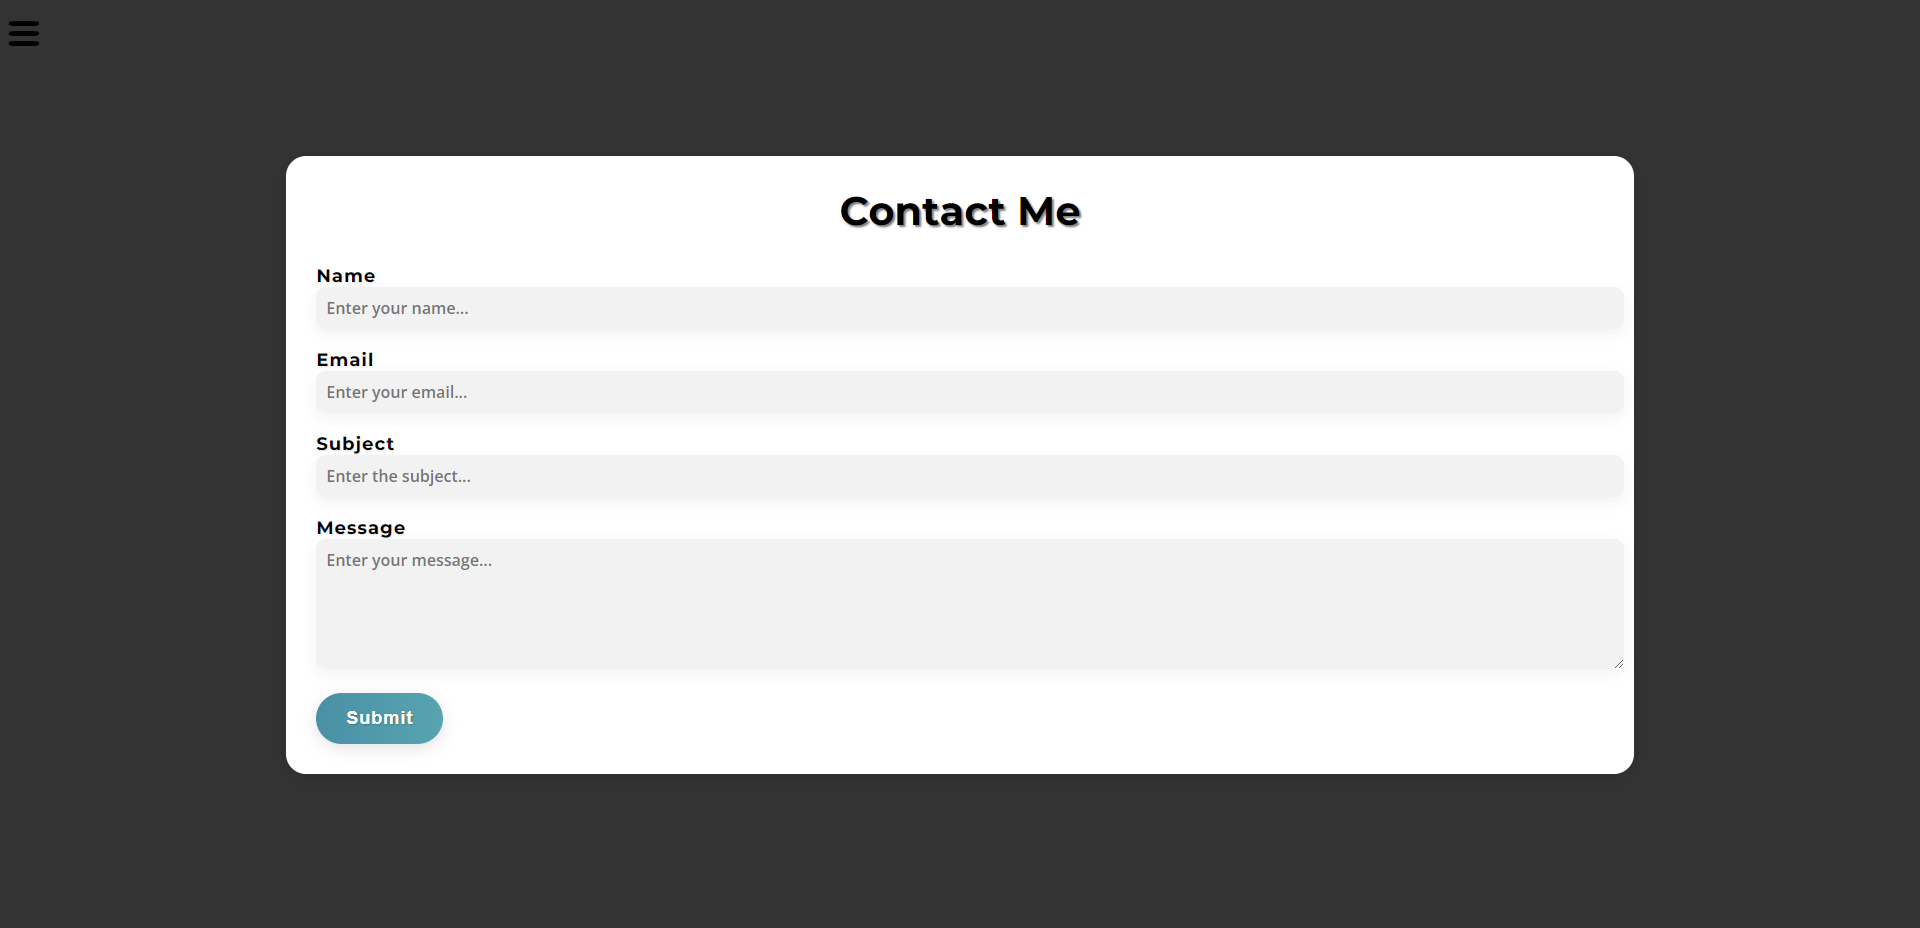 Contact Me
Name
Enter your name...
Email
Enter your email...
Subject
Enter the subject...
Message
Enter your message...
Submit